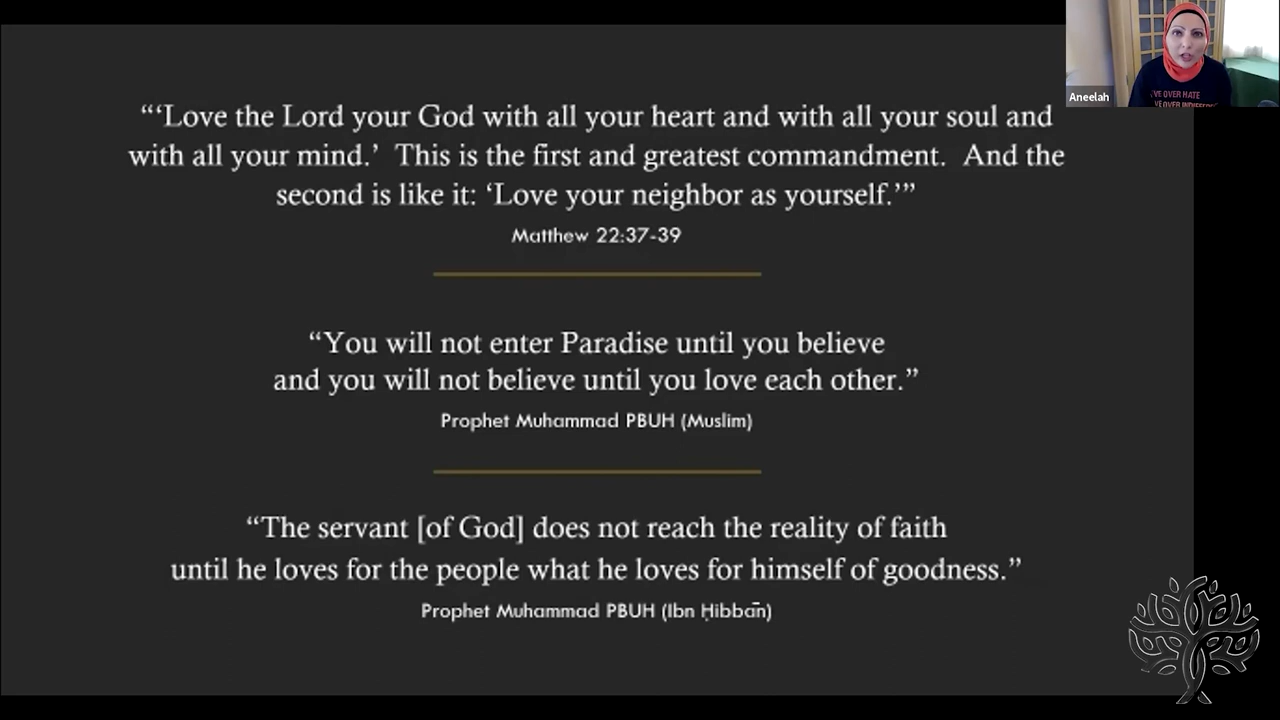 “‘Love the Lord your God with all your heart and with all your soul and
with all your mind.’ This is the first and greatest commandment. And the
second is like it: ‘Love your neighbor as yourself.’”
Matthew 22:37-39
“You will not enter Paradise until you believe
and you will not believe until you love each other.”
Prophet Muhammad PBUH (Muslim)
“The servant [of God] does not reach the reality of faith
until he loves for the people what he loves for himself of goodness.”
Prophet Muhammad PBUH (Ibn Ḥibbān)
Aneelah
OVER HATE
OVER